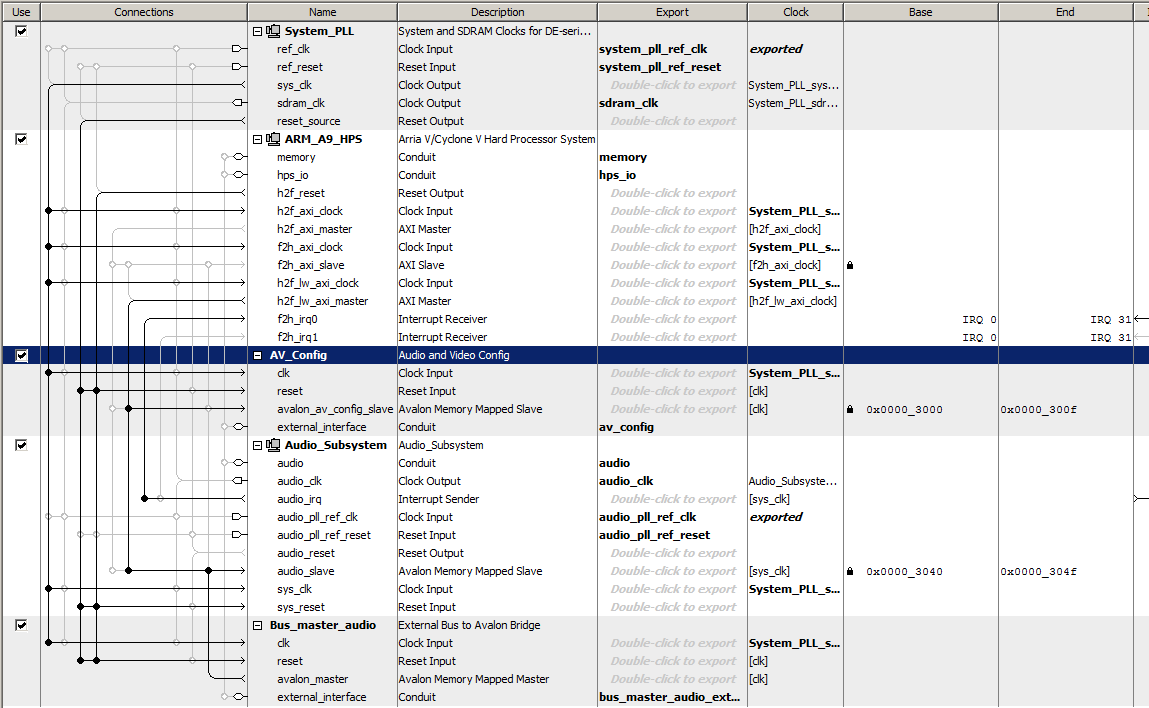 Use Connections Name Description Export Clock Base End
System_PLL System and SDRAM Clocks for DE-seri...
ref_clk Clock Input system_pll_ref_clk exported
ref_reset Reset Input system_pll_ref_reset
sys_clk Clock Output Double-click to export System_PLL_sys...
sdram_clk Clock Output sdram_clk System_PLL_sdr...
reset_source Reset Output Double-click to export
ARM_A9_HPS Arria V/Cyclone V Hard Processor System
memory Conduit memory
hps_io Conduit hps_io
h2f_reset Reset Output Double-click to export
h2f_axi_clock Clock Input Double-click to export System_PLL_s...
h2f_axi_master AXI Master Double-click to export [h2f_axi_clock]
f2h_axi_clock Clock Input Double-click to export System_PLL_s...
f2h_axi_slave AXI Slave Double-click to export [f2h_axi_clock]
h2f_lw_axi_clock Clock Input Double-click to export System_PLL_s...
h2f_lw_axi_master AXI Master Double-click to export [h2f_lw_axi_clock]
f2h_irq0 Interrupt Receiver Double-click to export IRQ 0 IRQ 31
f2h_irq1 Interrupt Receiver Double-click to export IRQ 0 IRQ 31
AV_Config Audio and Video Config
clk Clock Input Double-click to export System_PLL_s...
reset Reset Input Double-click to export [clk]
avalon_av_config_slave Avalon Memory Mapped Slave Double-click to export [clk] 0x0000_3000 0x0000_300f
external_interface Conduit av_config
Audio_Subsystem Audio_Subsystem
audio Conduit audio
audio_clk Clock Output audio_clk Audio_Subsyste...
audio_irq Interrupt Sender Double-click to export [sys_clk]
audio_pll_ref_clk Clock Input audio_pll_ref_clk exported
audio_pll_ref_reset Reset Input audio_pll_ref_reset
audio_reset Reset Output Double-click to export
audio_slave Avalon Memory Mapped Slave Double-click to export [sys_clk] 0x0000_3040 0x0000_304f
sys_clk Clock Input Double-click to export System_PLL_s...
sys_reset Reset Input Double-click to export
Bus_master_audio External Bus to Avalon Bridge
clk Clock Input Double-click to export System_PLL_s...
reset Reset Input Double-click to export [clk]
avalon_master Avalon Memory Mapped Master Double-click to export [clk]
external_interface Conduit bus_master_audio_ext...